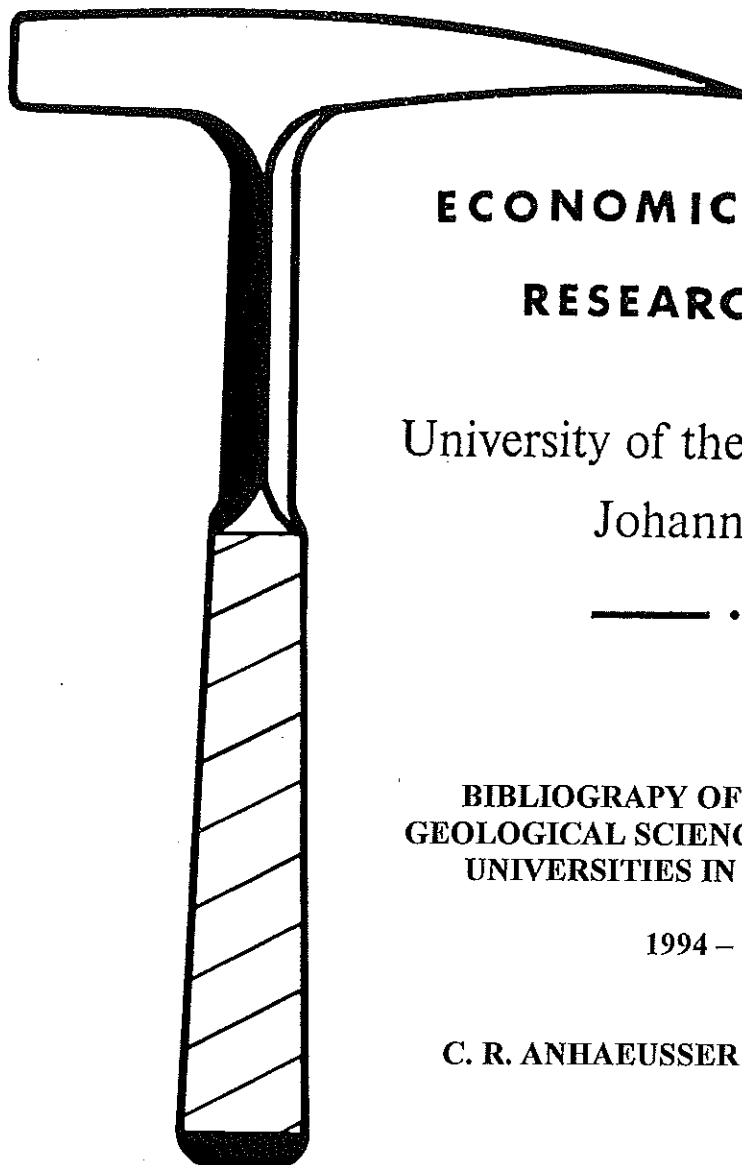 ECONOMIC
RESEARC
University of the
Johann
BIBLIOGRAPY OF
GEOLOGICAL SCIENC
UNIVERSITIES IN
1994 –
C. R. ANHAEUSSER